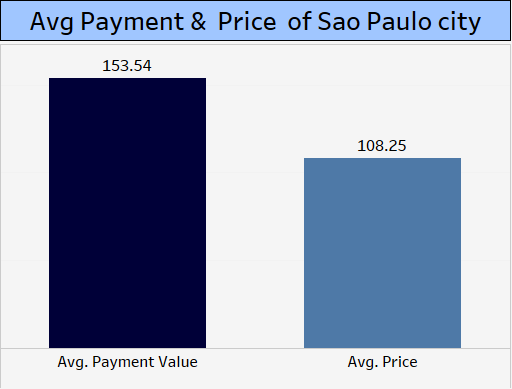 Avg Payment & Price of Sao Paulo city
153.54
108.25
Avg. Payment Value
Avg. Price